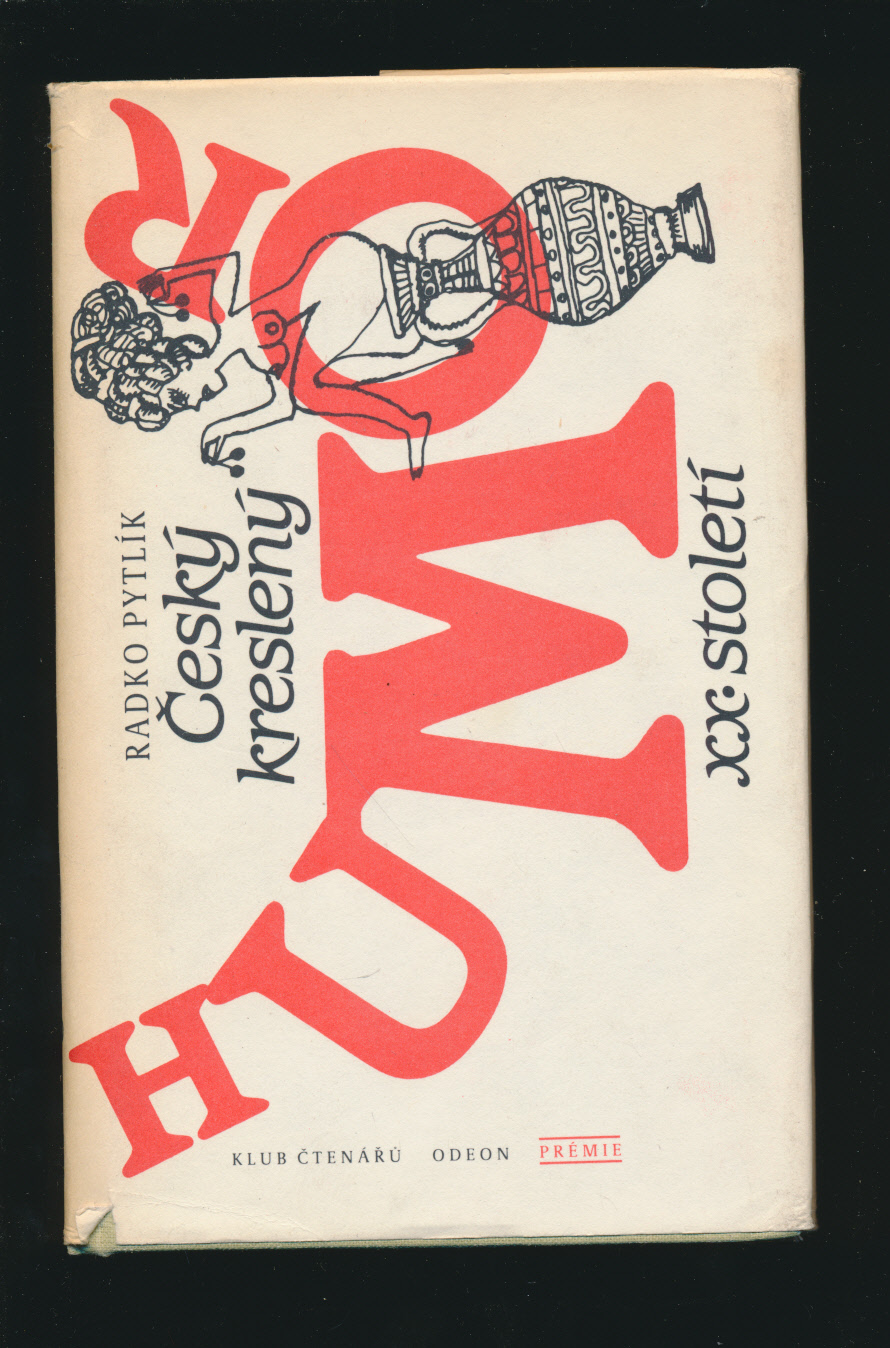 RADKO PYTLÍK
Český
kreslený
HUMOR
xx. století
KLUB ČTENÁŘŮ ODEON PRÉMIE